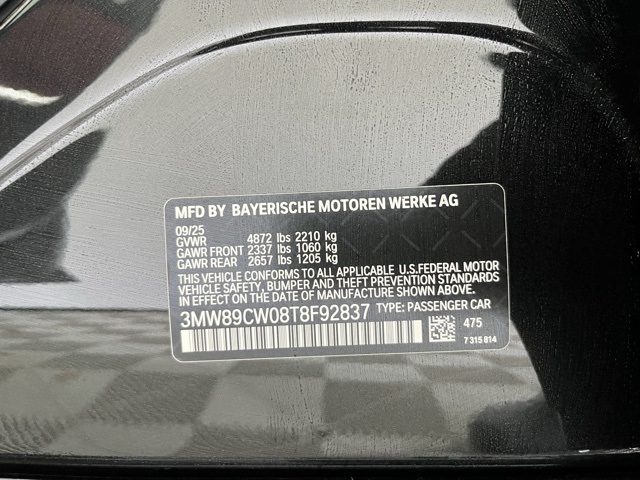 MFD BY BAYERISCHE MOTOREN WERKE AG
09/25
GVWR 4872 lbs 2210 kg
GAWR FRONT 2337 lbs 1060 kg
GAWR REAR 2657 lbs 1205 kg
THIS VEHICLE CONFORMS TO ALL APPLICABLE U.S.FEDERAL MOTOR
VEHICLE SAFETY, BUMPER, AND THEFT PREVENTION STANDARDS
IN EFFECT ON THE DATE OF MANUFACTURE SHOWN ABOVE.
3MW89CW08T8F92837 TYPE: PASSENGER CAR
475
7 315 814